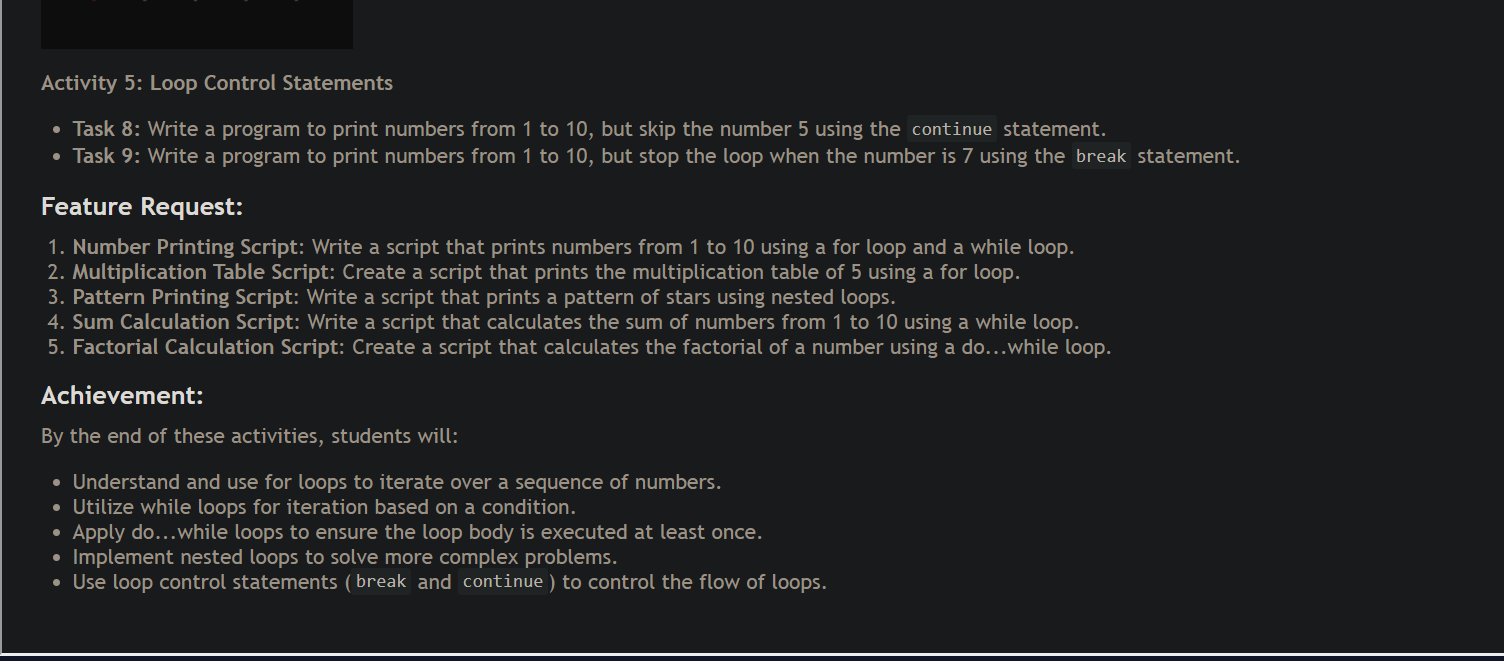 Activity 5: Loop Control Statements
• Task 8: Write a program to print numbers from 1 to 10, but skip the number 5 using the continue statement.
• Task 9: Write a program to print numbers from 1 to 10, but stop the loop when the number is 7 using the break statement.
Feature Request:
1. Number Printing Script: Write a script that prints numbers from 1 to 10 using a for loop and a while loop.
2. Multiplication Table Script: Create a script that prints the multiplication table of 5 using a for loop.
3. Pattern Printing Script: Write a script that prints a pattern of stars using nested loops.
4. Sum Calculation Script: Write a script that calculates the sum of numbers from 1 to 10 using a while loop.
5. Factorial Calculation Script: Create a script that calculates the factorial of a number using a do...while loop.
Achievement:
By the end of these activities, students will:
• Understand and use for loops to iterate over a sequence of numbers.
• Utilize while loops for iteration based on a condition.
• Apply do...while loops to ensure the loop body is executed at least once.
• Implement nested loops to solve more complex problems.
• Use loop control statements (break and continue) to control the flow of loops.